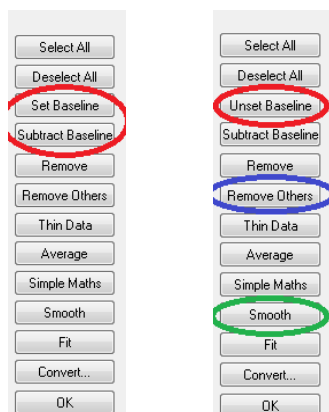 Select All
Deselect All
Set Baseline
Subtract Baseline
Remove
Remove Others
Thin Data
Average
Simple Maths
Smooth
Fit
Convert...
OK
Select All
Deselect All
Unset Baseline
Subtract Baseline
Remove
Remove Others
Thin Data
Average
Simple Maths
Smooth
Fit
Convert...
OK